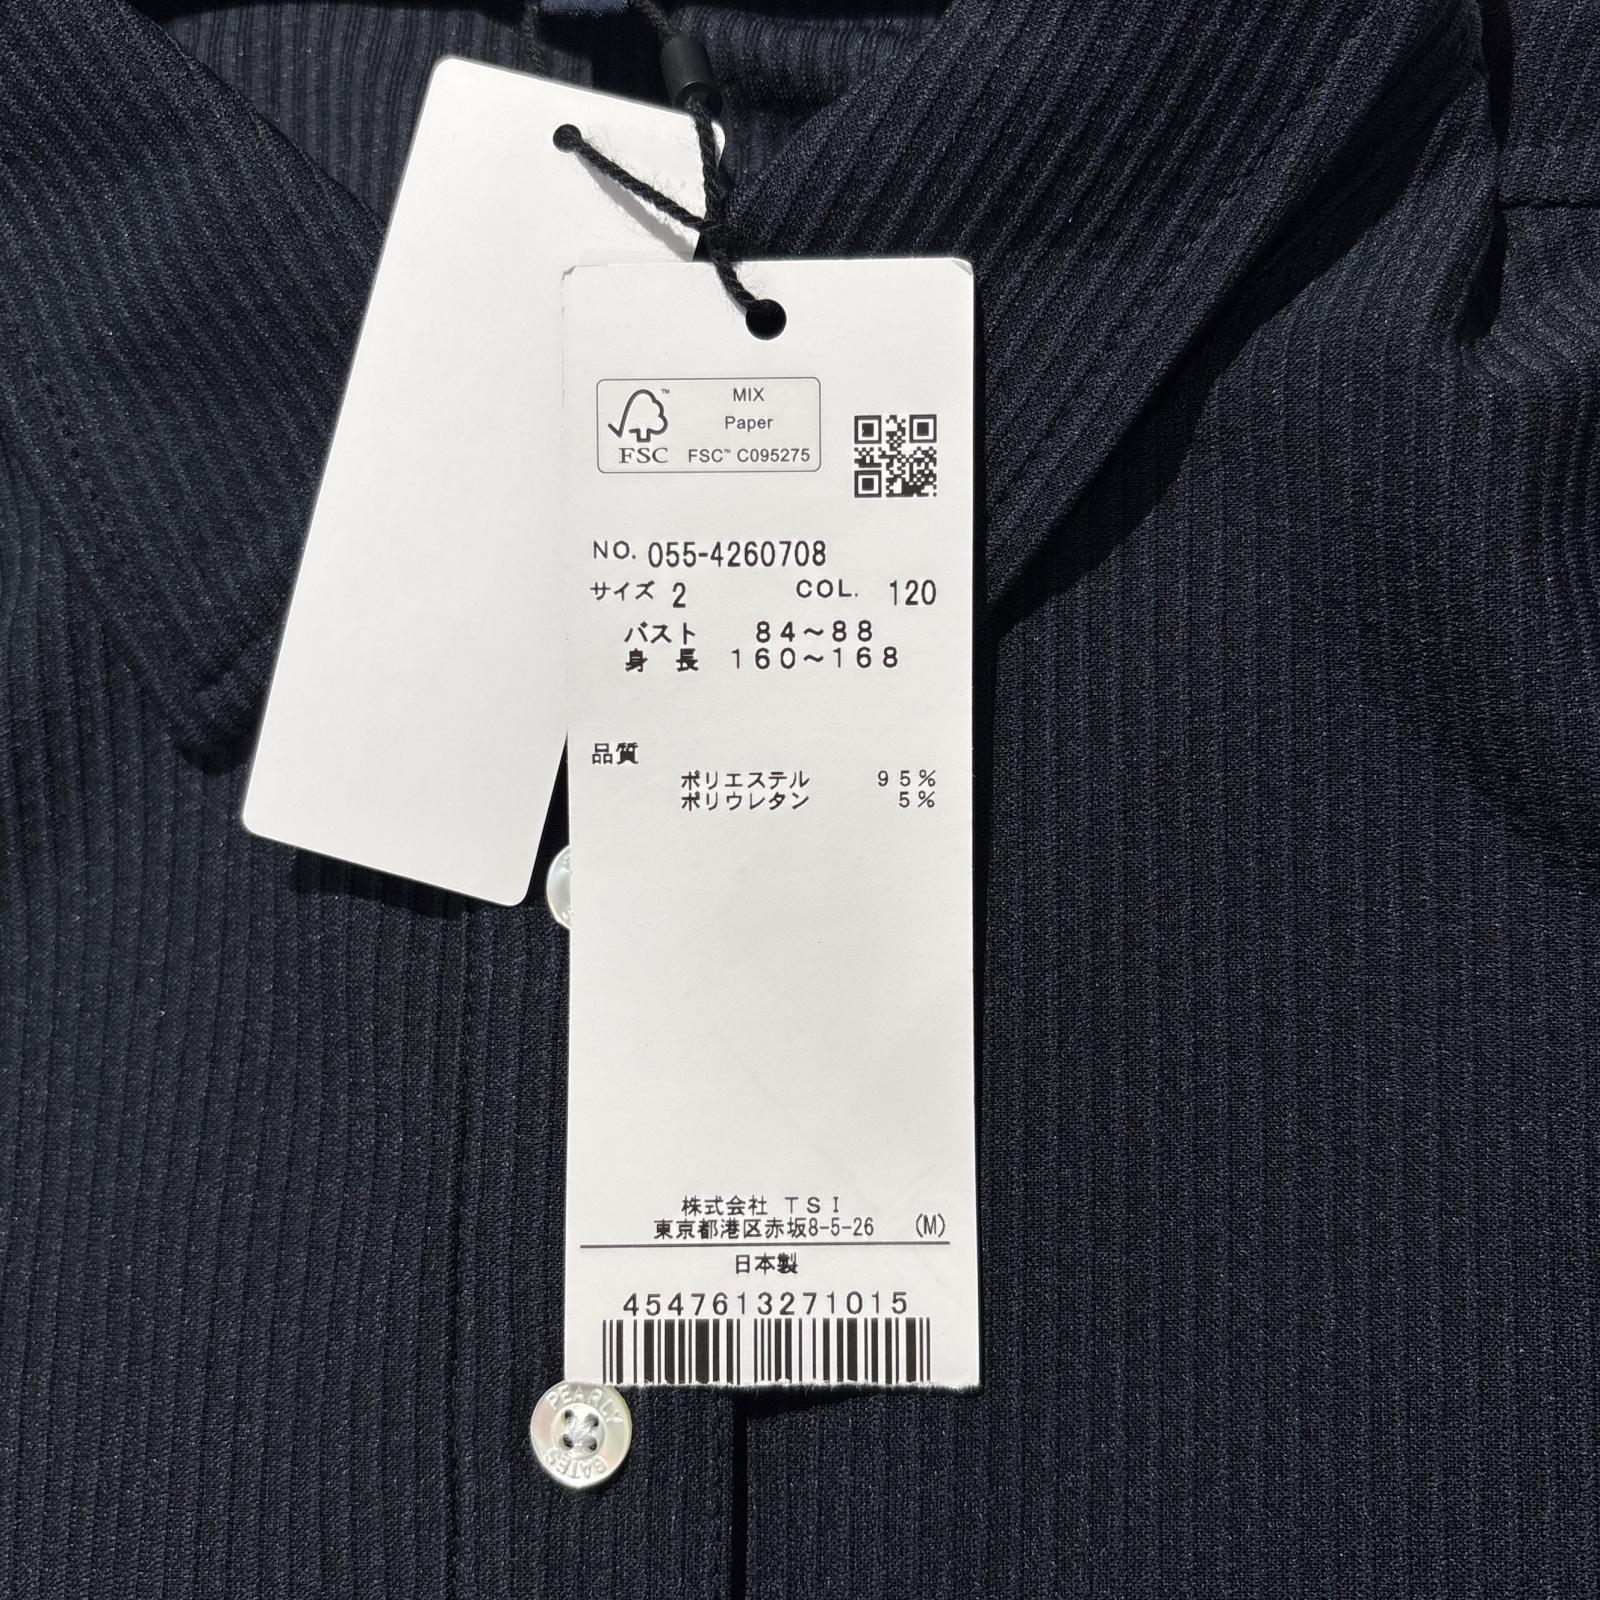 MIX
Paper
FSC™ C095275
FSC
NO. 055-4260708
サイズ 2 COL. 120
バスト 84〜88
身長 160〜168
品質
ポリエステル 95%
ポリウレタン 5%
株式会社 TSI
東京都港区赤坂8-5-26 (M)
日本製
4547613271015
PEARLY
GATES